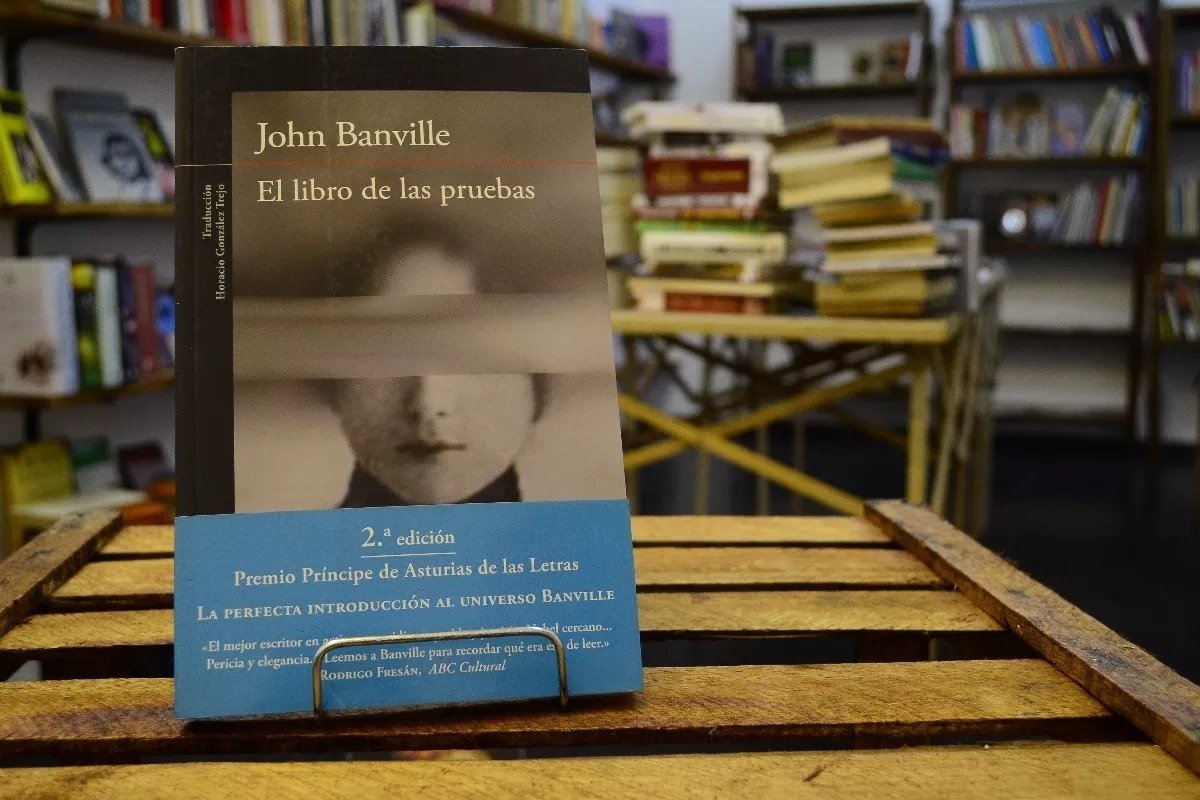 John Banville
El libro de las pruebas
Traducción
Horacio González Trejo
2.ª edición
Premio Príncipe de Asturias de las Letras
LA PERFECTA INTRODUCCIÓN AL UNIVERSO BANVILLE
«El mejor escritor en cercano...
Pericia y elegancia. Leemos a Banville para recordar qué era de leer.»
RODRIGO FRESÁN, ABC Cultural